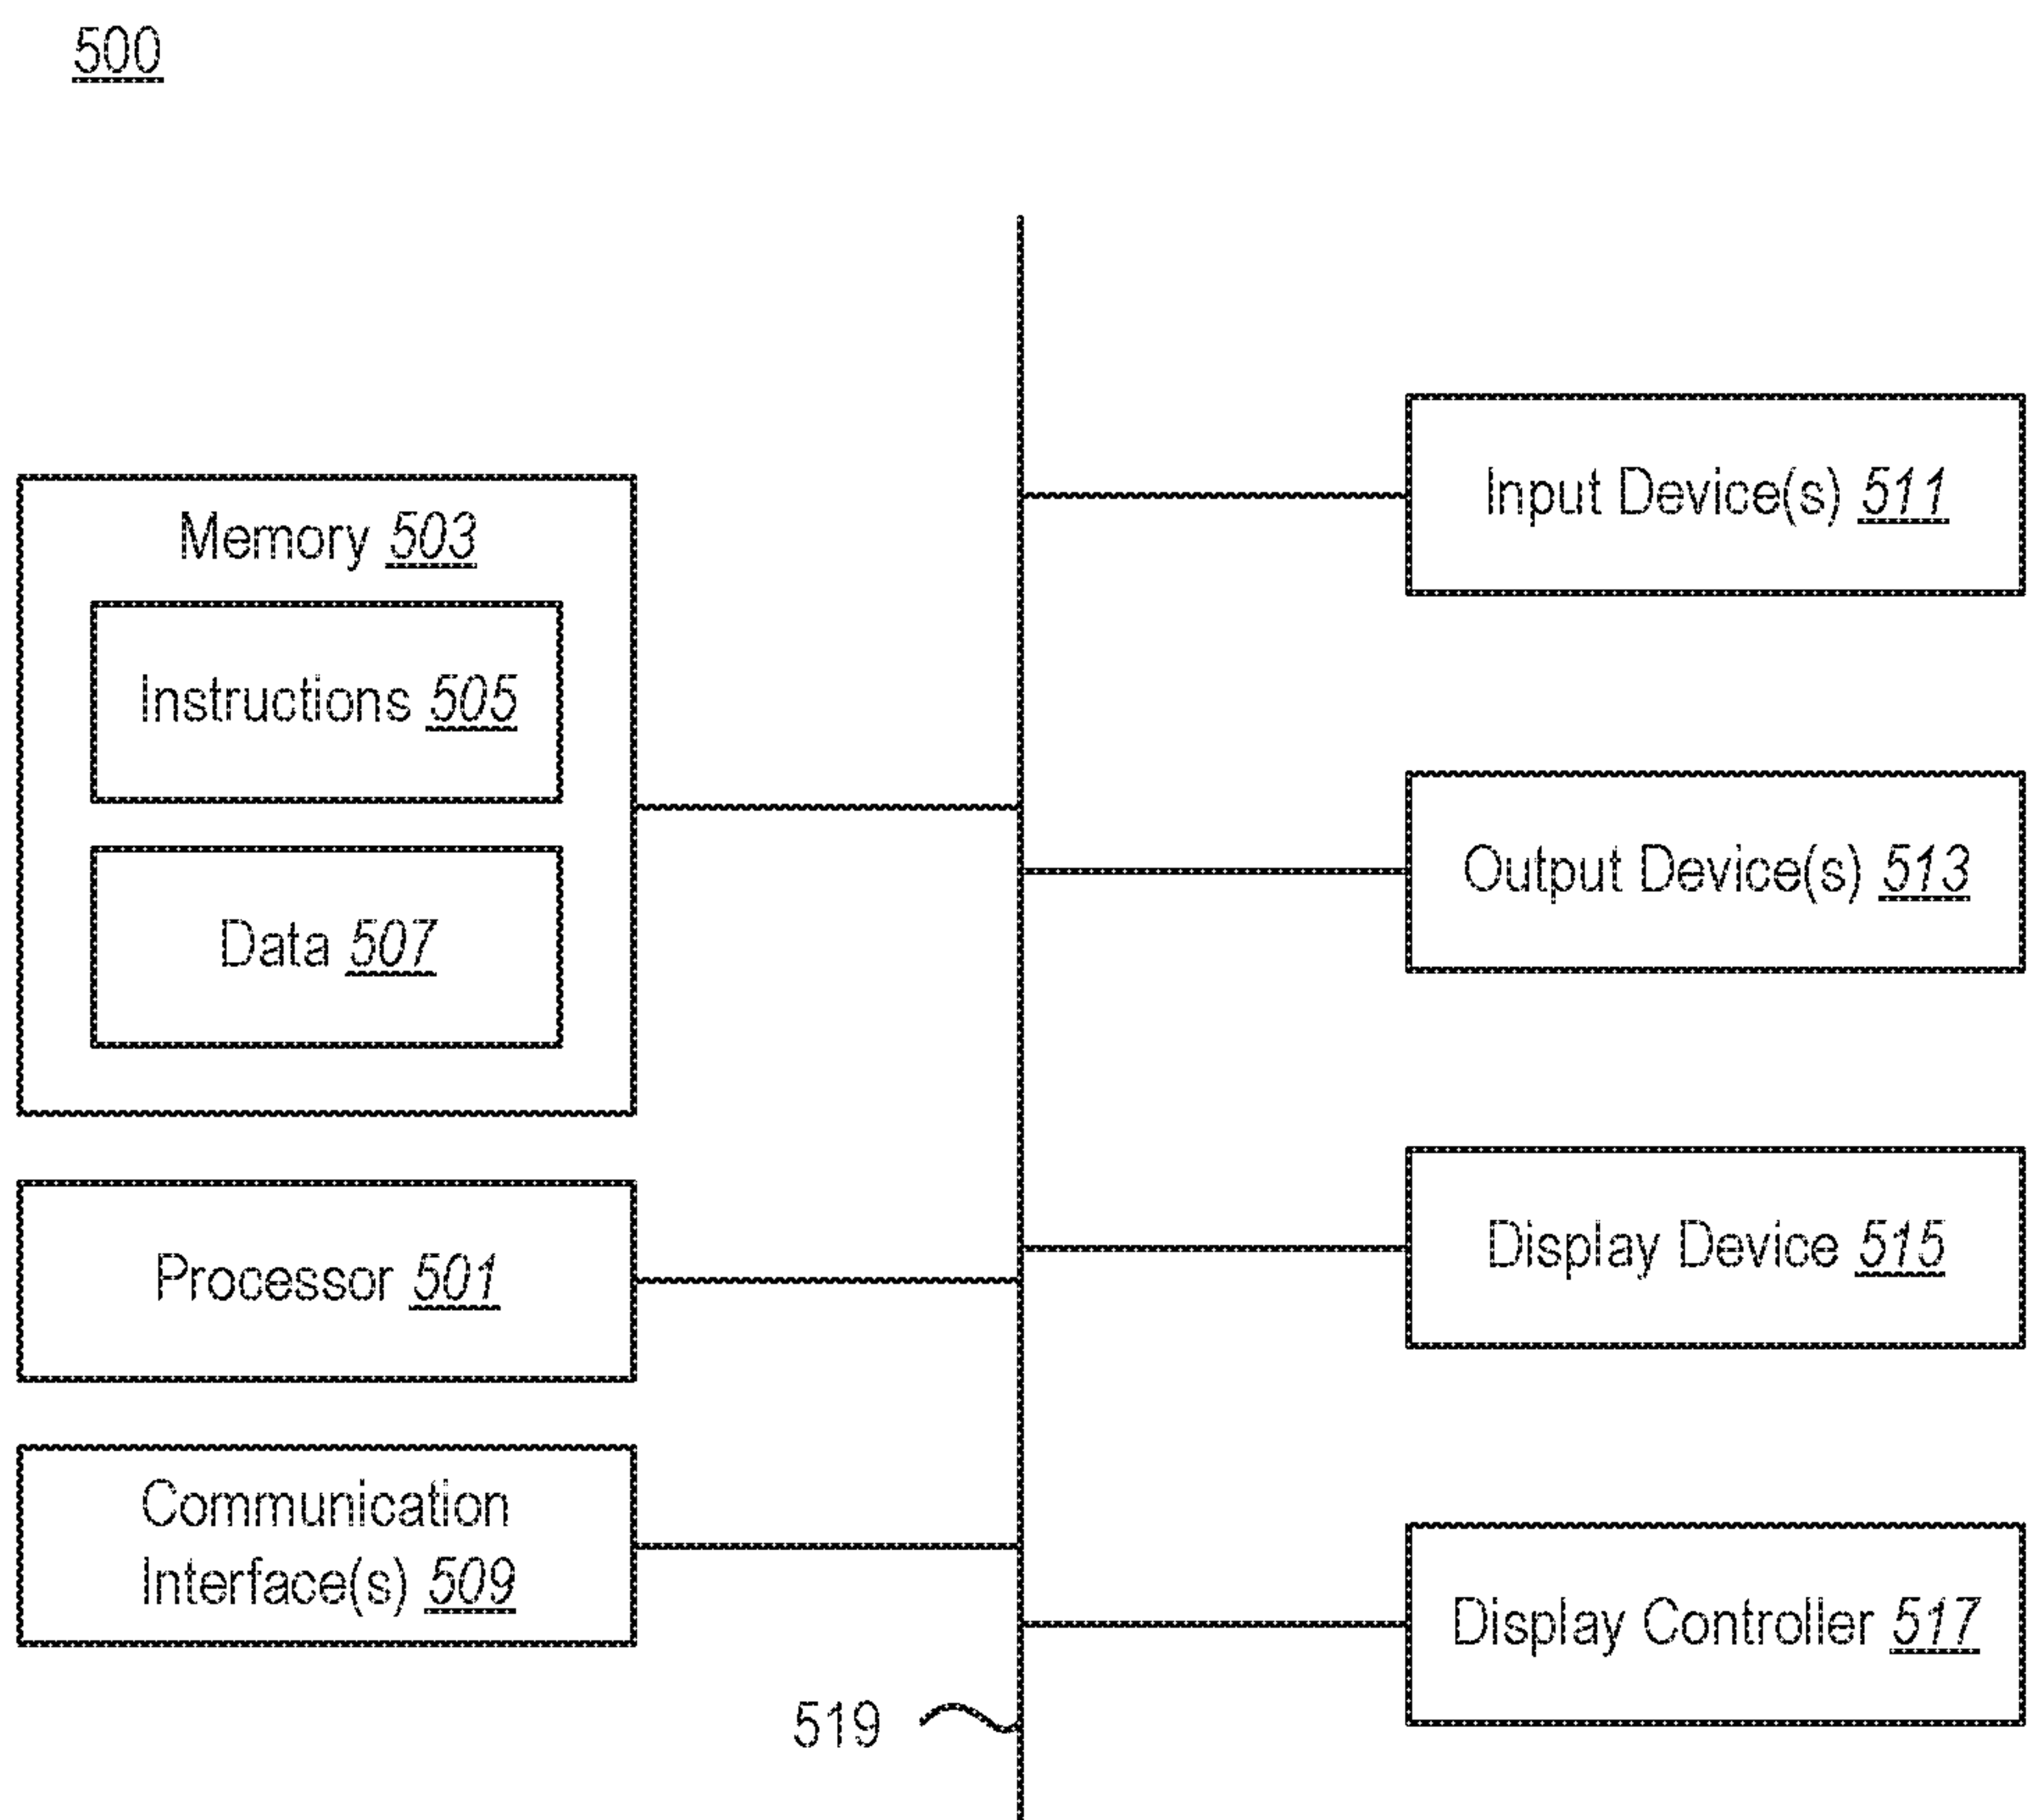 500
Memory 503
Instructions 505
Data 507
Processor 501
Communication
Interface(s) 509
Input Device(s) 511
Output Device(s) 513
Display Device 515
Display Controller 517
519